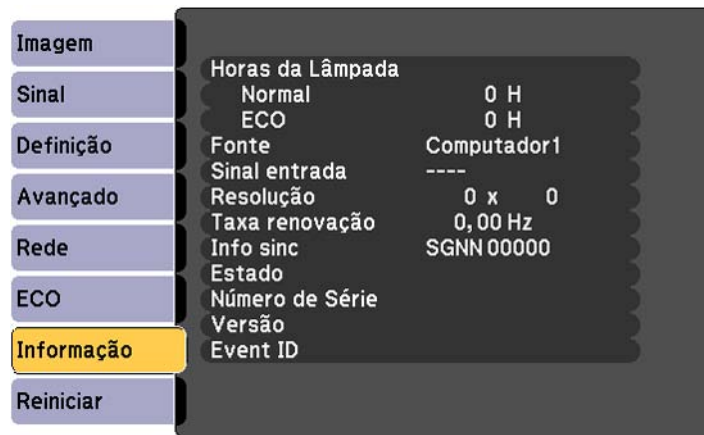 Imagem
Sinal
Definição
Avançado
Rede
ECO
Informação
Reiniciar
Horas da Lâmpada
Normal 0 H
ECO 0 H
Fonte Computador1
Sinal entrada ----
Resolução 0 x 0
Taxa renovação 0,00 Hz
Info sinc SGNN 00000
Estado
Número de Série
Versão
Event ID